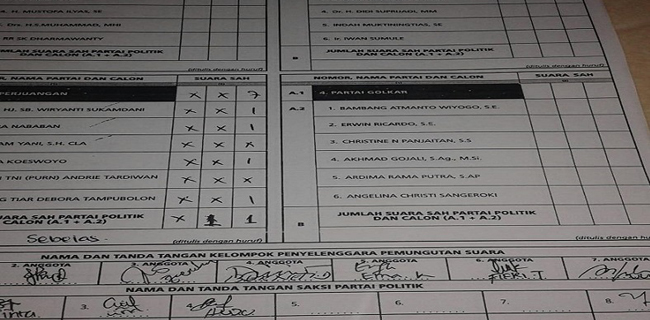 H. MUSTOFA ILYAS, SE
Drs. H.S.MUHAMMAD, MHI
RR SK DHARMAWANTY
JUMLAH SUARA SAH PARTAI POLITIK
DAN CALON (A.1 + A.2)
(ditulis dengan huruf)
4. Dr. H. DIDI SUPRIJADI, MM
5. INDAH MUKTININGTIAS, SE
6. Ir. IWAN SUMULE
JUMLAH SUARA SAH PARTAI POLITIK
DAN CALON (A.1 + A.2)
B
(ditulis dengan huruf)
NAMA PARTAI DAN CALON
SUARA SAH
PERJUANGAN X X 7
HJ. SB. WIRYANTI SUKAMDANI X X 1
NABABAN X X 1
YANI, S.H. CLA X X X
KOESWOYO X X 1
TNI (PURN) ANDRIE TARDIWAN X X X
TIAR DEBORA TAMPUBOLON X X 1
SUARA SAH PARTAI POLITIK
CALON (A.1 + A.2) X 1 1
Sebelas.
(ditulis dengan huruf)
NOMOR, NAMA PARTAI DAN CALON
SUARA SAH
A.1 4. PARTAI GOLKAR
A.2 1. BAMBANG ATMANTO WIYOGO, S.E.
2. ERWIN RICARDO, S.E.
3. CHRISTINE N PANJAITAN, S.S
4. AKHMAD GOJALI, S.Ag., M.Si.
5. ARDIMA RAMA PUTRA, S.AP
6. ANGELINA CHRISTI SANGEROKI
JUMLAH SUARA SAH PARTAI POLITIK
DAN CALON (A.1 + A.2)
B
(ditulis dengan huruf)
NAMA DAN TANDA TANGAN KELOMPOK PENYELENGGARA PEMUNGUTAN SUARA
2. ANGGOTA 3. ANGGOTA 4. ANGGOTA 5. ANGGOTA 6. ANGGOTA 7. ANGGOTA
NAMA DAN TANDA TANGAN SAKSI PARTAI POLITIK
3. 4. 5. 6. 7. 8.